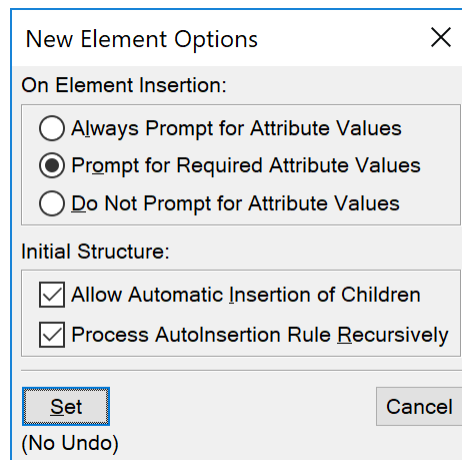 New Element Options
On Element Insertion:
Always Prompt for Attribute Values
Prompt for Required Attribute Values
Do Not Prompt for Attribute Values
Initial Structure:
Allow Automatic Insertion of Children
Process AutoInsertion Rule Recursively
Set Cancel
(No Undo)